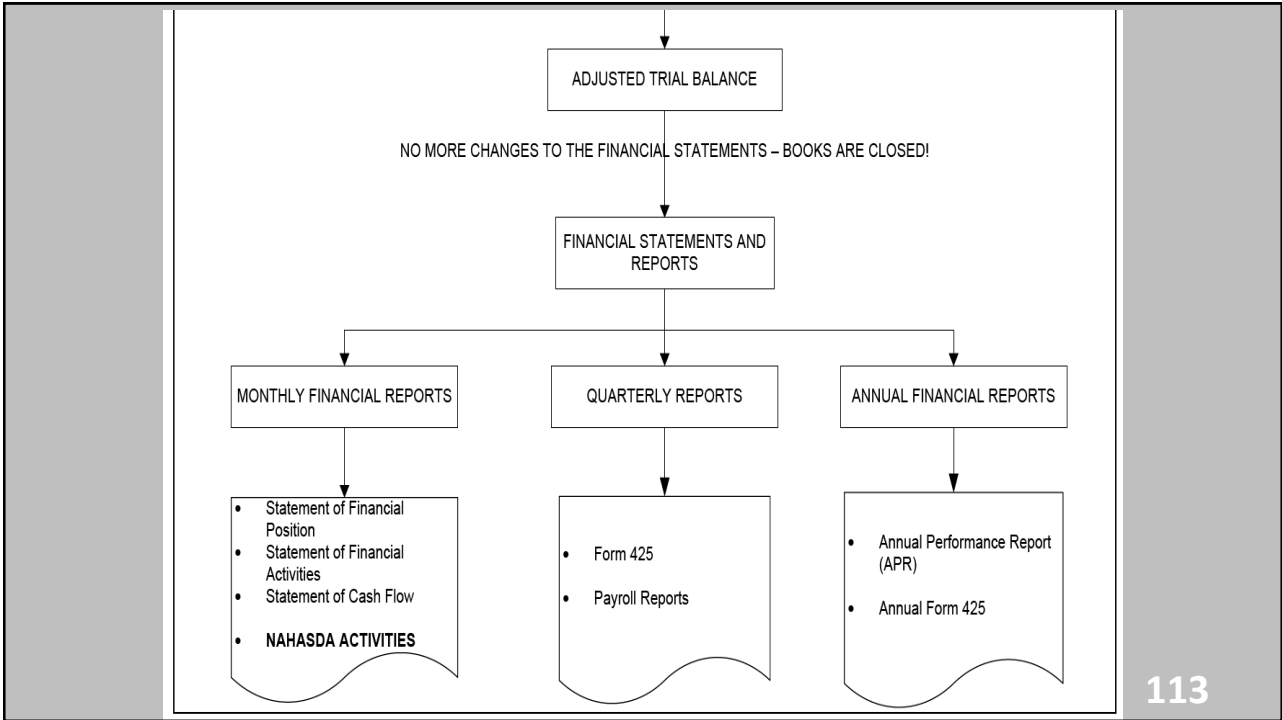 ADJUSTED TRIAL BALANCE
NO MORE CHANGES TO THE FINANCIAL STATEMENTS – BOOKS ARE CLOSED!
FINANCIAL STATEMENTS AND
REPORTS
MONTHLY FINANCIAL REPORTS
QUARTERLY REPORTS
ANNUAL FINANCIAL REPORTS
• Statement of Financial
Position
• Statement of Financial
Activities
• Statement of Cash Flow
• NAHASDA ACTIVITIES
• Form 425
• Payroll Reports
• Annual Performance Report
(APR)
• Annual Form 425
113